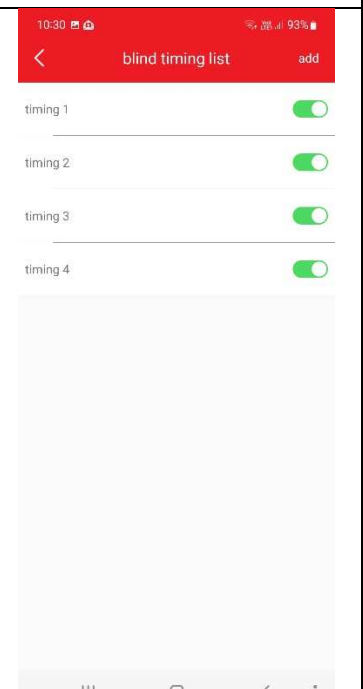 10:30 93%
blind timing list add
timing 1
timing 2
timing 3
timing 4